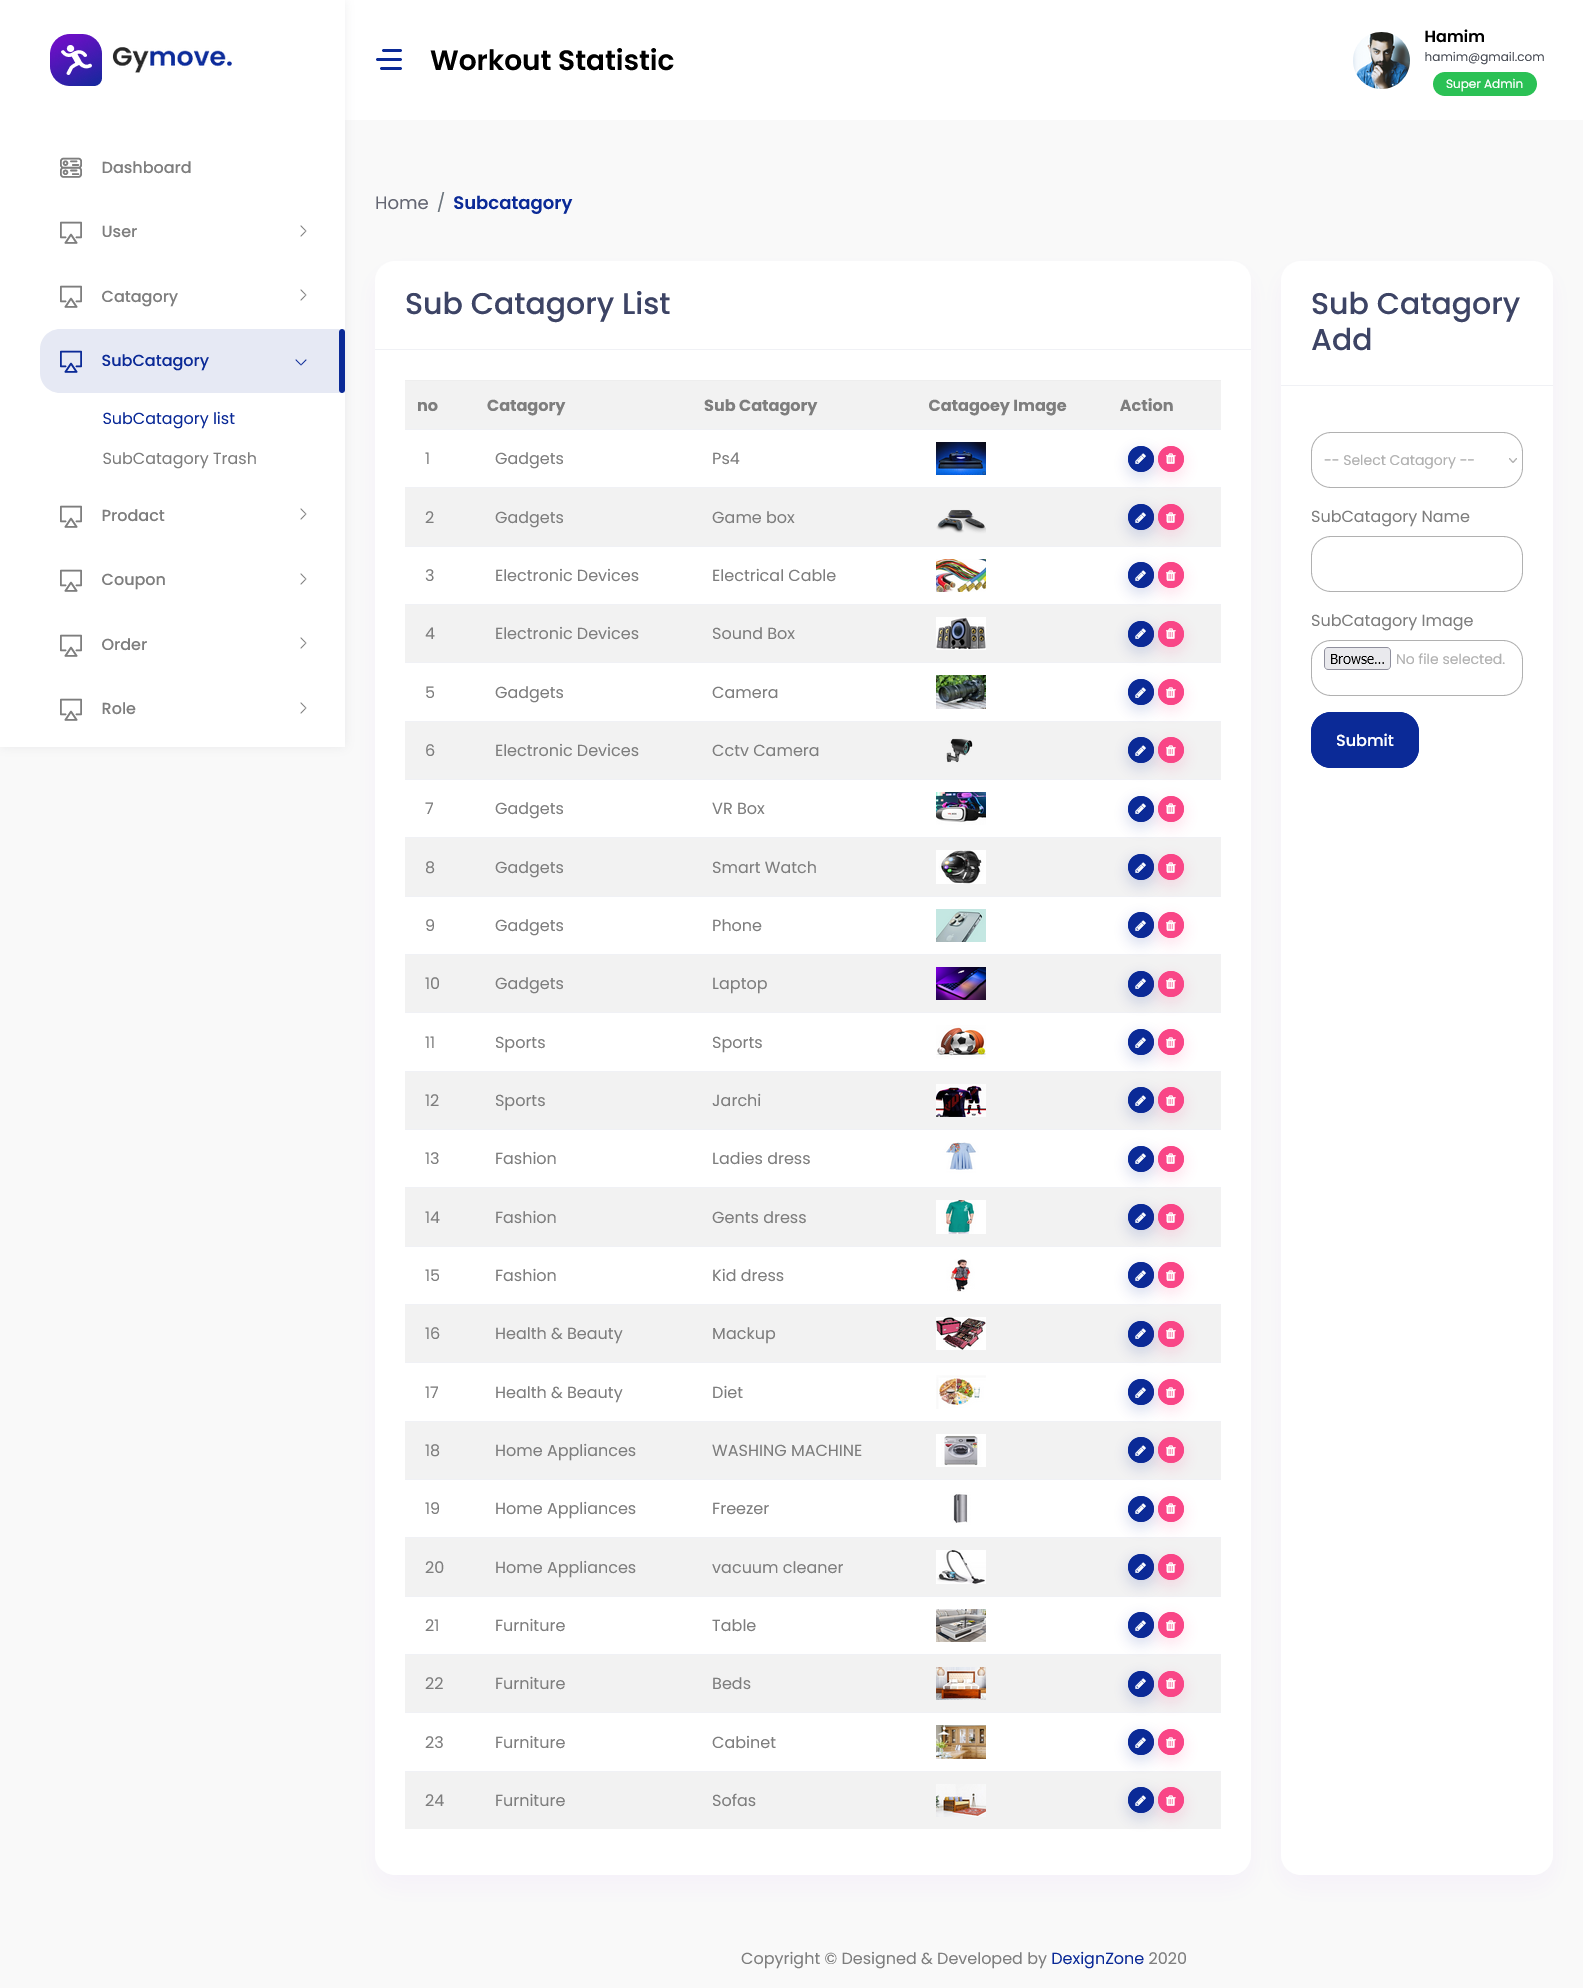 Gymove.
Workout Statistic
Hamim
hamim@gmail.com
Super Admin
Dashboard
User
Catagory
SubCatagory
SubCatagory list
SubCatagory Trash
Product
Coupon
Order
Role
Home / Subcatagory
Sub Catagory List
no Catagory Sub Catagory Catagoey Image Action
1 Gadgets Ps4
2 Gadgets Game box
3 Electronic Devices Electrical Cable
4 Electronic Devices Sound Box
5 Gadgets Camera
6 Electronic Devices Cctv Camera
7 Gadgets VR Box
8 Gadgets Smart Watch
9 Gadgets Phone
10 Gadgets Laptop
11 Sports Sports
12 Sports Jarchi
13 Fashion Ladies dress
14 Fashion Gents dress
15 Fashion Kid dress
16 Health & Beauty Mackup
17 Health & Beauty Diet
18 Home Appliances WASHING MACHINE
19 Home Appliances Freezer
20 Home Appliances vacuum cleaner
21 Furniture Table
22 Furniture Beds
23 Furniture Cabinet
24 Furniture Sofas
Sub Catagory
Add
-- Select Catagory --
SubCatagory Name
SubCatagory Image
Browse... No file selected.
Submit
Copyright © Designed & Developed by DexignZone 2020